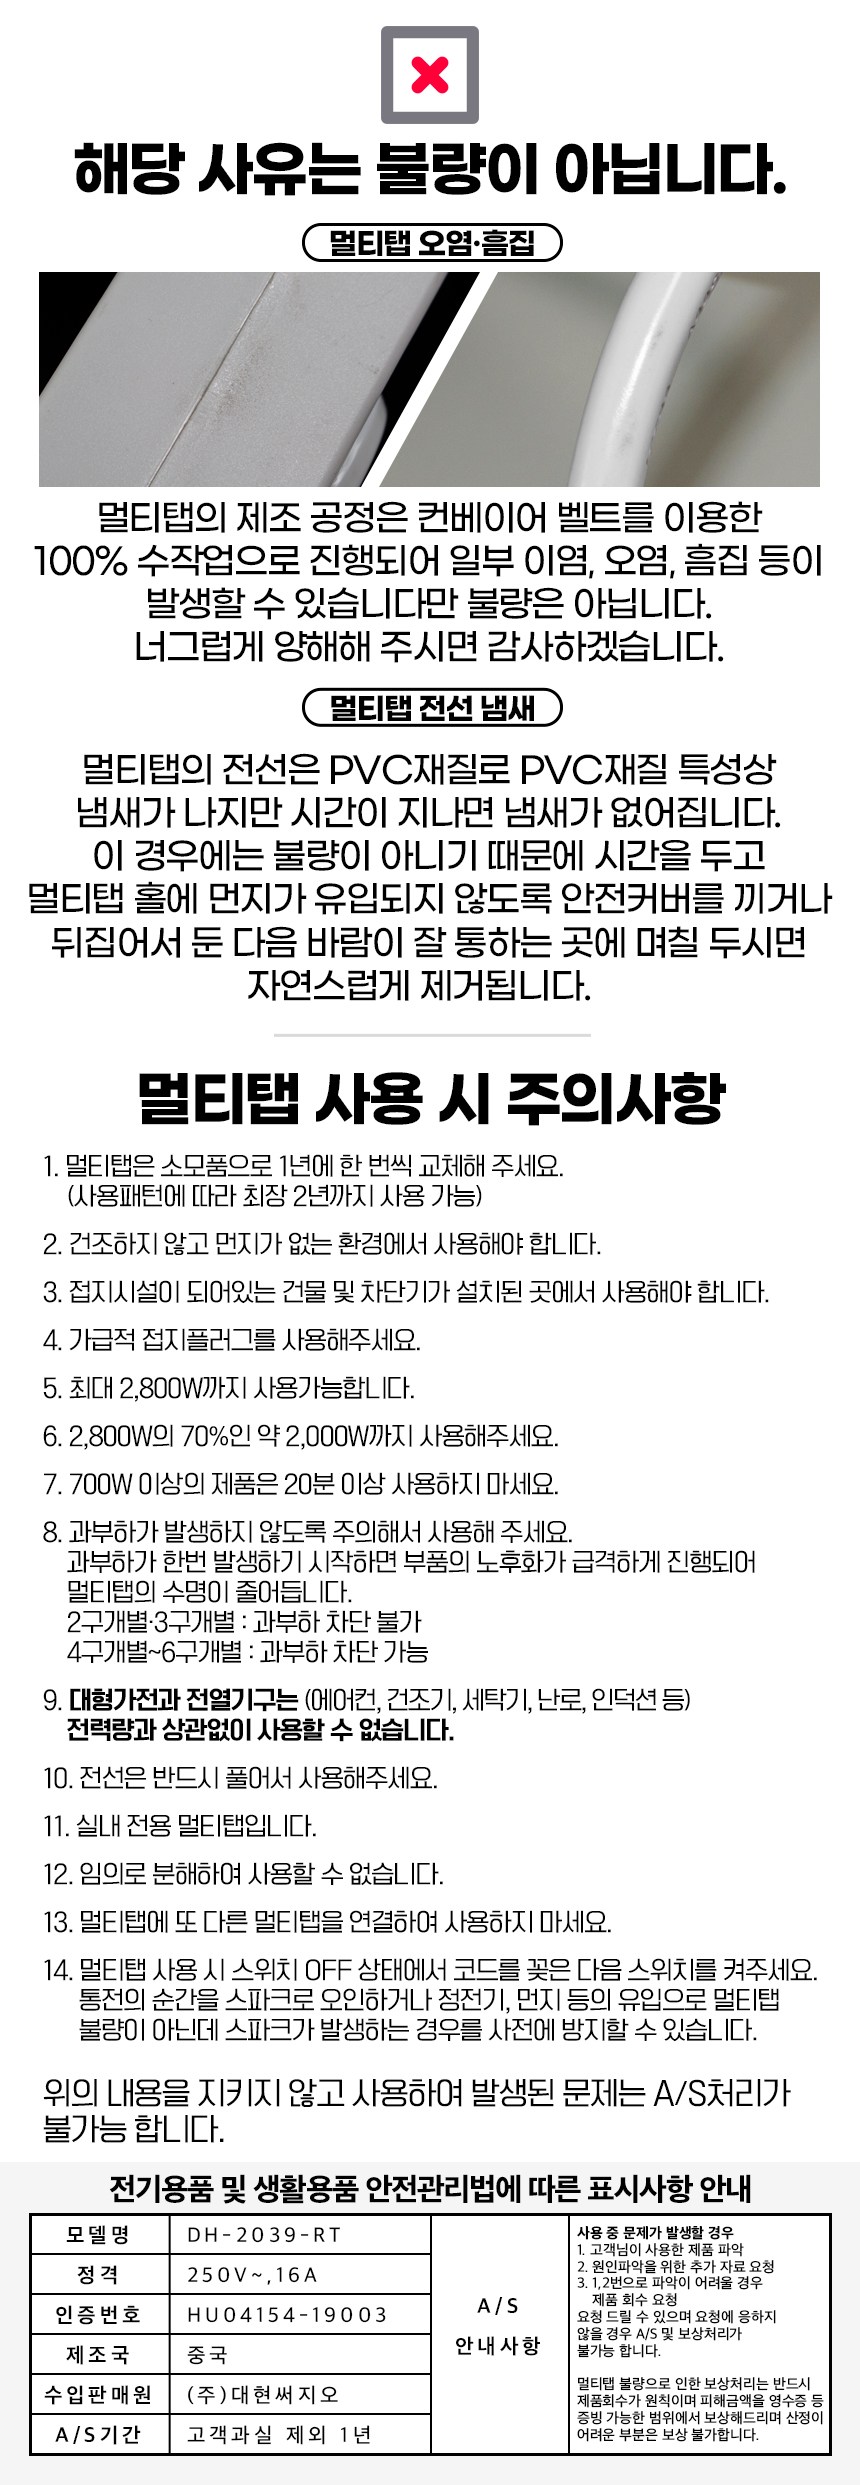 해당 사유는 불량이 아닙니다.
멀티탭 오염·흠집
멀티탭의 제조 공정은 컨베이어 벨트를 이용한
100% 수작업으로 진행되어 일부 이염, 오염, 흠집 등이
발생할 수 있습니다만 불량은 아닙니다.
너그럽게 양해해 주시면 감사하겠습니다.
멀티탭 전선 냄새
멀티탭의 전선은 PVC재질로 PVC재질 특성상
냄새가 나지만 시간이 지나면 냄새가 없어집니다.
이 경우에는 불량이 아니기 때문에 시간을 두고
멀티탭 홀에 먼지가 유입되지 않도록 안전커버를 끼거나
뒤집어서 둔 다음 바람이 잘 통하는 곳에 며칠 두시면
자연스럽게 제거됩니다.
멀티탭 사용 시 주의사항
1. 멀티탭은 소모품으로 1년에 한 번씩 교체해 주세요.
(사용패턴에 따라 최장 2년까지 사용 가능)
2. 건조하지 않고 먼지가 없는 환경에서 사용해야 합니다.
3. 접지시설이 되어있는 건물 및 차단기가 설치된 곳에서 사용해야 합니다.
4. 가급적 접지플러그를 사용해주세요.
5. 최대 2,800W까지 사용가능합니다.
6. 2,800W의 70%인 약 2,000W까지 사용해주세요.
7. 700W 이상의 제품은 20분 이상 사용하지 마세요.
8. 과부하가 발생하지 않도록 주의해서 사용해 주세요.
과부하가 한번 발생하기 시작하면 부품의 노후화가 급격하게 진행되어
멀티탭의 수명이 줄어듭니다.
2구개별·3구개별 : 과부하 차단 불가
4구개별~6구개별 : 과부하 차단 가능
9. 대형가전과 전열기구는 (에어컨, 건조기, 세탁기, 난로, 인덕션 등)
전력량과 상관없이 사용할 수 없습니다.
10. 전선은 반드시 풀어서 사용해주세요.
11. 실내 전용 멀티탭입니다.
12. 임의로 분해하여 사용할 수 없습니다.
13. 멀티탭에 또 다른 멀티탭을 연결하여 사용하지 마세요.
14. 멀티탭 사용 시 스위치 OFF 상태에서 코드를 꽂은 다음 스위치를 켜주세요.
통전의 순간을 스파크로 오인하거나 정전기, 먼지 등의 유입으로 멀티탭
불량이 아닌데 스파크가 발생하는 경우를 사전에 방지할 수 있습니다.
위의 내용을 지키지 않고 사용하여 발생된 문제는 A/S처리가
불가능 합니다.
전기용품 및 생활용품 안전관리법에 따른 표시사항 안내
모델명 DH-2039-RT
정격 250V~,16A
인증번호 HU04154-19003
제조국 중국
수입판매원 (주)대현써지오
A/S기간 고객과실 제외 1년
A/S
안내사항
사용 중 문제가 발생할 경우
1. 고객님이 사용한 제품 파악
2. 원인파악을 위한 추가 자료 요청
3. 1,2번으로 파악이 어려울 경우
제품 회수 요청
요청 드릴 수 있으며 요청에 응하지
않을 경우 A/S 및 보상처리가
불가능 합니다.
멀티탭 불량으로 인한 보상처리는 반드시
제품회수가 원칙이며 피해금액을 영수증 등
증빙 가능한 범위에서 보상해드리며 산정이
어려운 부분은 보상 불가합니다.